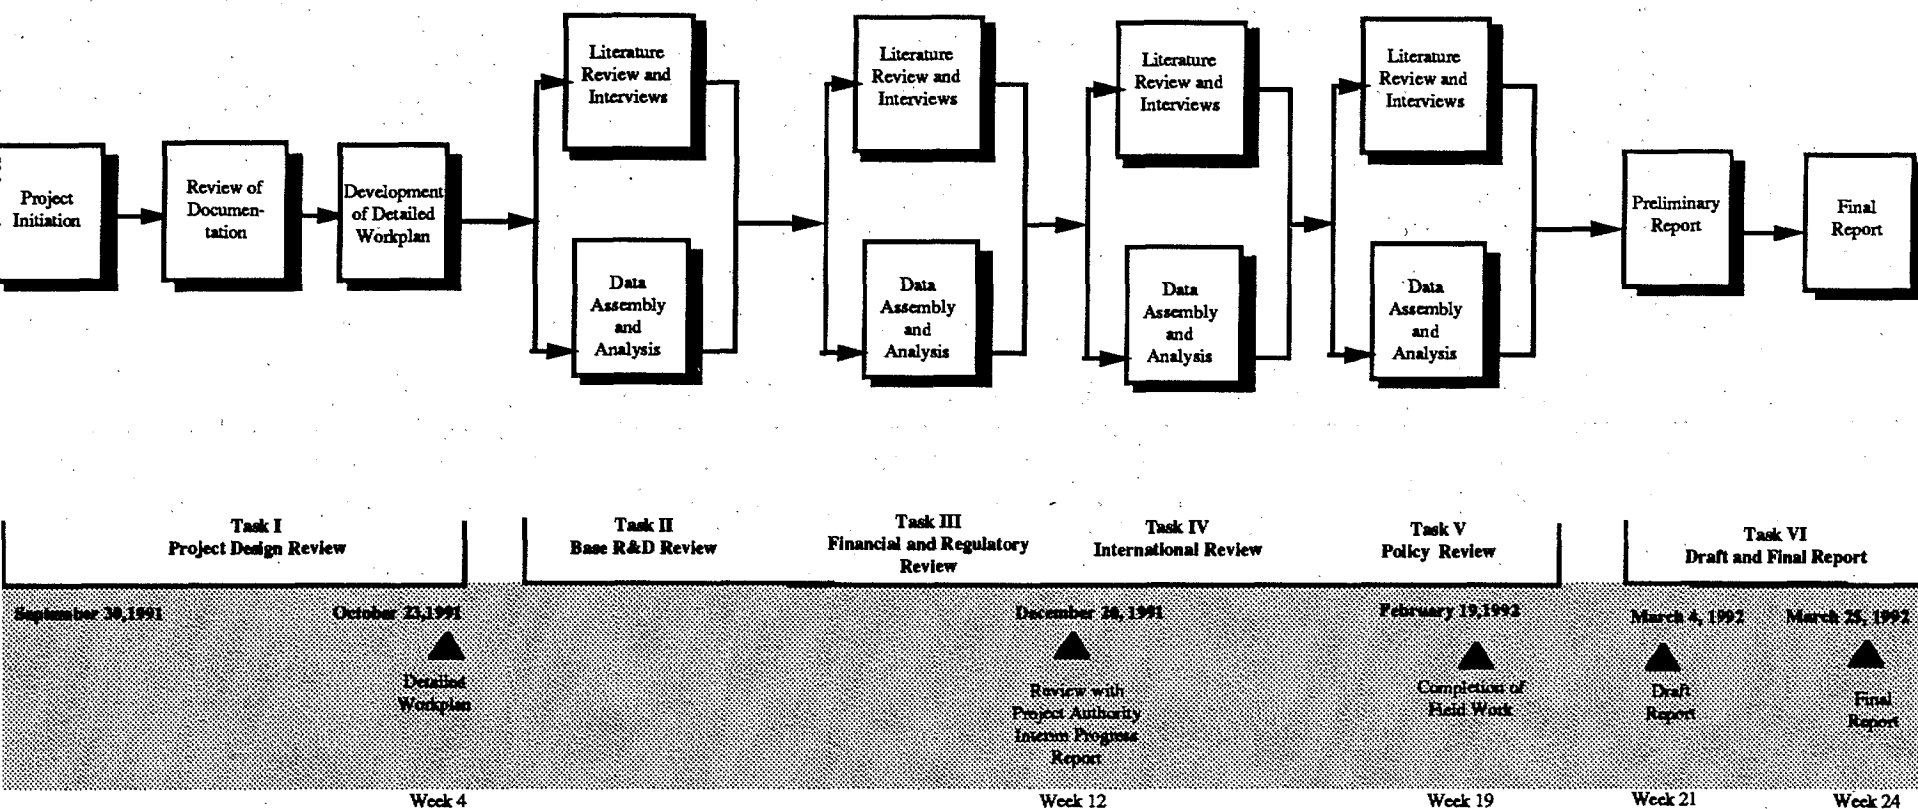 Project
Initiation
Review of
Documen-
tation
Development
of Detailed
Workplan
Literature
Review and
Interviews
Data
Assembly
and
Analysis
Literature
Review and
Interviews
Data
Assembly
and
Analysis
Literature
Review and
Interviews
Data
Assembly
and
Analysis
Literature
Review and
Interviews
Data
Assembly
and
Analysis
Preliminary
Report
Final
Report
Task I
Project Design Review
Task II
Base R&D Review
Task III
Financial and Regulatory
Review
Task IV
International Review
Task V
Policy Review
Task VI
Draft and Final Report
September 30,1991
October 23,1991
December 1991
February 19,1992
March 4, 1992
March 25, 1992
Detailed
Workplan
Review with
Project Authority
Interim Progress
Report
Completion of
Field Work
Draft
Report
Final
Report
Week 4
Week 12
Week 19
Week 21
Week 24